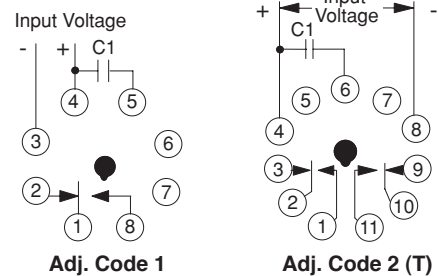 Input
Input Voltage
+ Voltage -
- + C1
C1
4 5
5 6 7
3
6
4 8
2
7
3 9
2 10
1 8
1 11
Adj. Code 1
Adj. Code 2 (T)